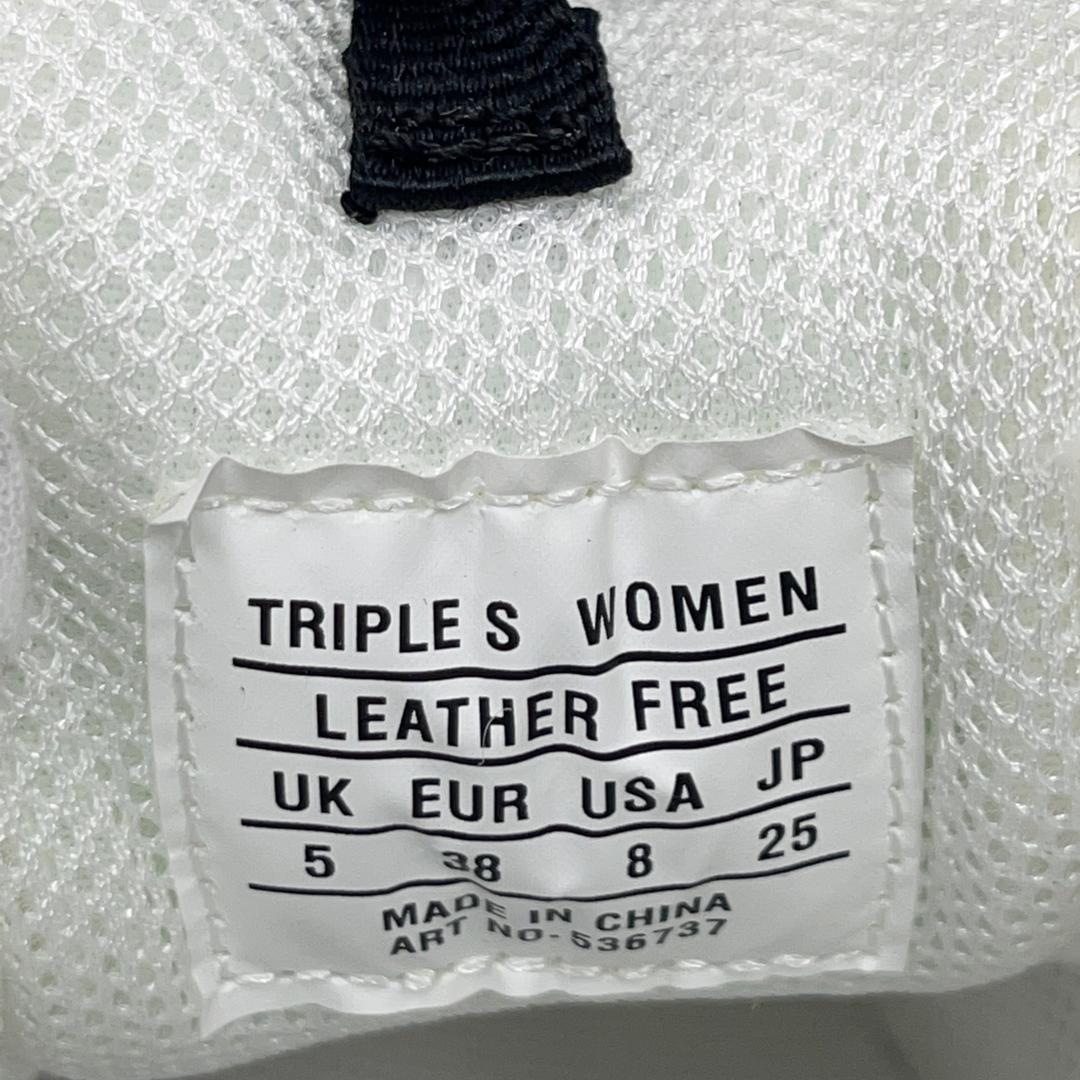 TRIPLE S WOMEN
LEATHER FREE
UK EUR USA JP
5 38 8 25
MADE IN CHINA
ART NO- 536737